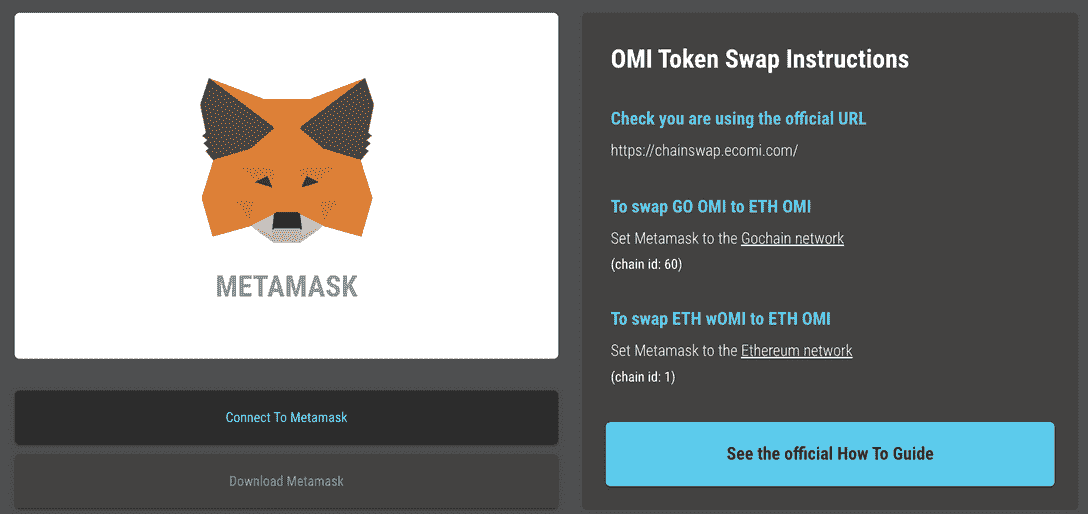 METAMASK
Connect To Metamask
Download Metamask
OMI Token Swap Instructions
Check you are using the official URL
https://chainswap.ecomi.com/
To swap GO OMI to ETH OMI
Set Metamask to the Gochain network
(chain id: 60)
To swap ETH wOMI to ETH OMI
Set Metamask to the Ethereum network
(chain id: 1)
See the official How To Guide